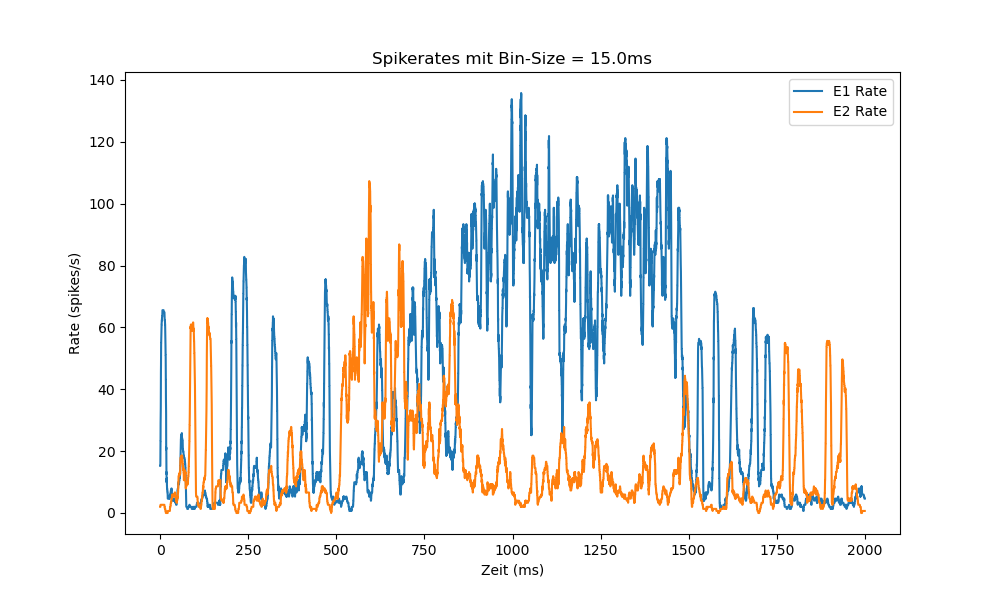 Spikerates mit Bin-Size = 15.0ms
E1 Rate
E2 Rate
140
120
100
80
60
40
20
0
Rate (spikes/s)
0 250 500 750 1000 1250 1500 1750 2000
Zeit (ms)